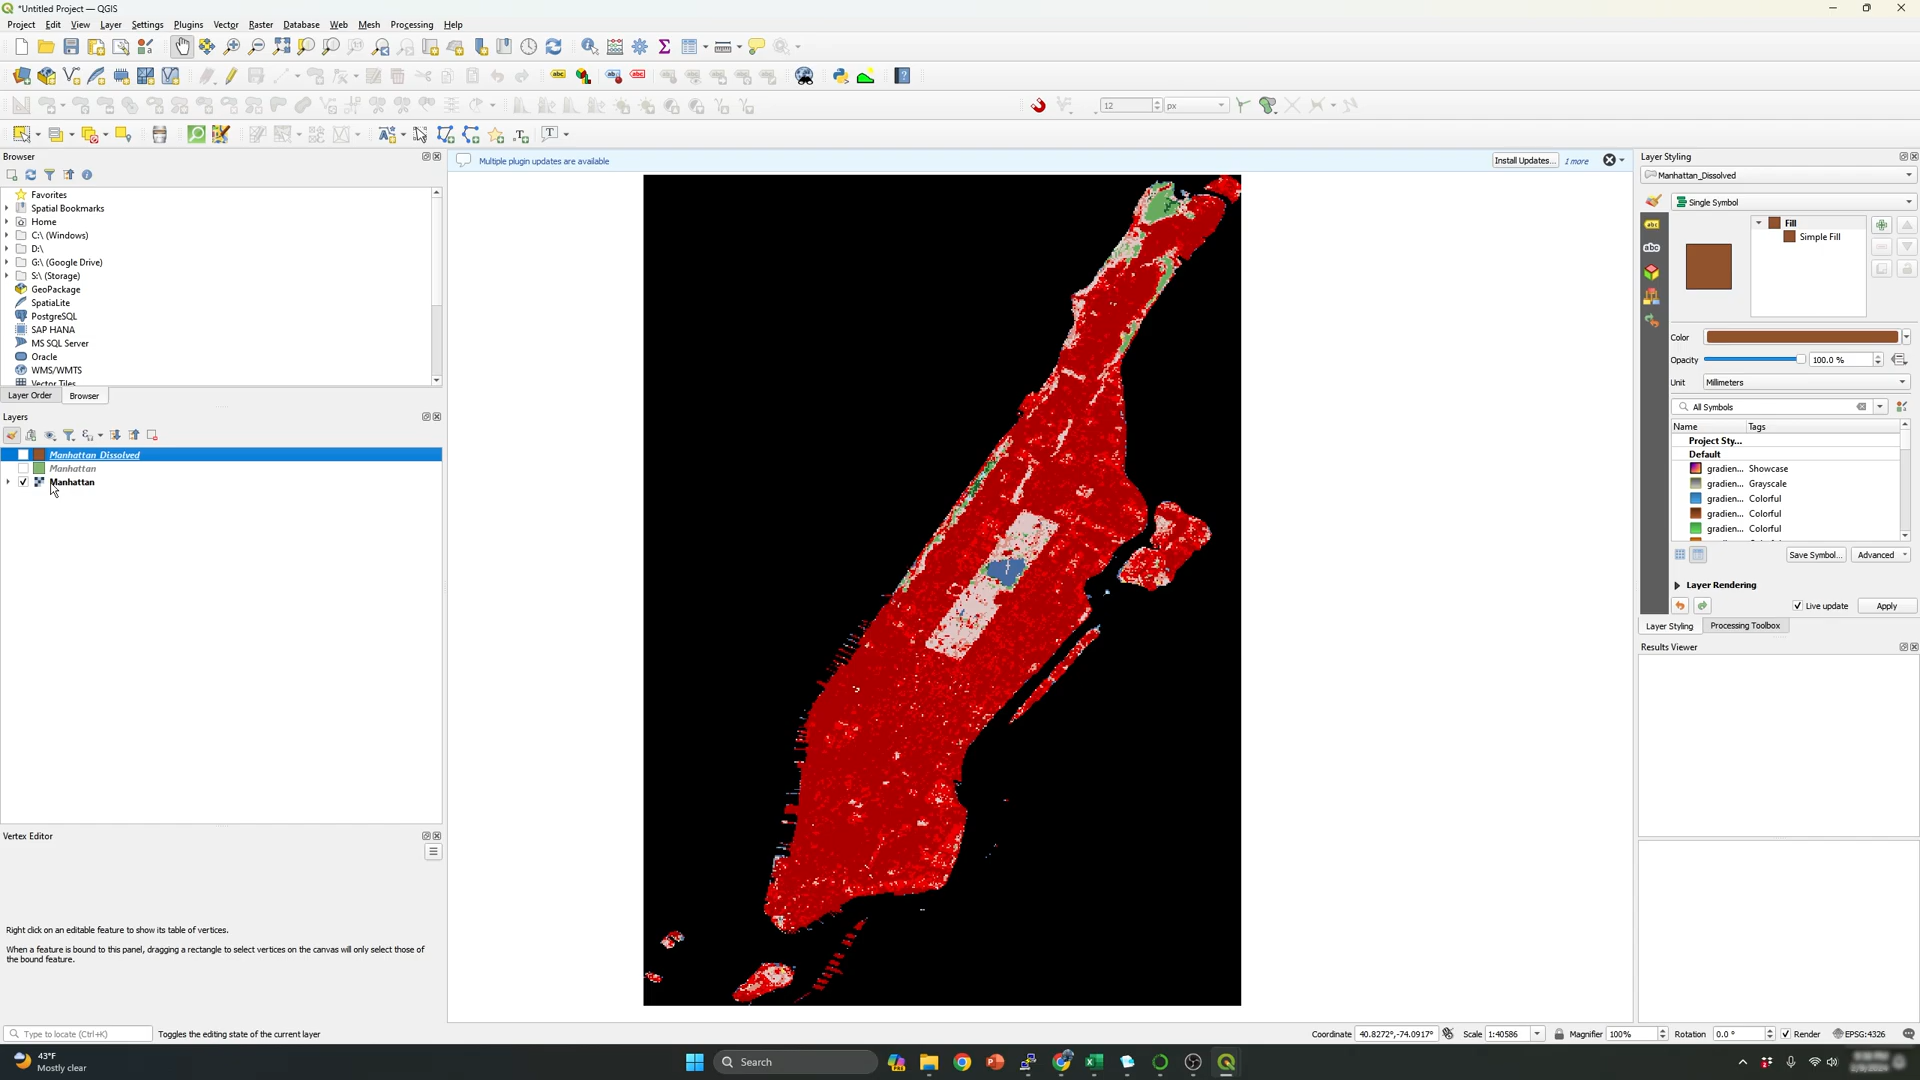 *Untitled Project — QGIS
Project Edit View Layer Settings Plugins Vector Raster Database Web Mesh Processing Help
12 px
Browser
Favorites
Spatial Bookmarks
Home
C:\ (Windows)
D:\
G:\ (Google Drive)
S:\ (Storage)
GeoPackage
SpatiaLite
PostgreSQL
SAP HANA
MS SQL Server
Oracle
WMS/WMTS
Vector Tiles
Layer Order Browser
Layers
Manhattan_Dissolved
Manhattan
Manhattan
Vertex Editor
Right click on an editable feature to show its table of vertices.
When a feature is bound to this panel, dragging a rectangle to select vertices on the canvas will only select those of
the bound feature.
Multiple plugin updates are available Install Updates... 1 more
Layer Styling
Manhattan_Dissolved
Single Symbol
Fill
Simple Fill
Color
Opacity 100.0 %
Unit Millimeters
All Symbols
Name Tags
Project Sty...
Default
gradien... Showcase
gradien... Grayscale
gradien... Colorful
gradien... Colorful
gradien... Colorful
Save Symbol... Advanced
Layer Rendering
Live update Apply
Layer Styling Processing Toolbox
Results Viewer
Type to locate (Ctrl+K) Toggles the editing state of the current layer
Coordinate 40.8272°,-74.0917° Scale 1:40586 Magnifier 100% Rotation 0.0 ° Render EPSG:4326
43°F
Mostly clear
Search